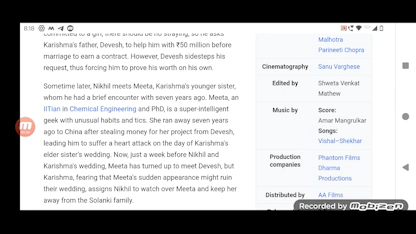 8:18
committed to a girl, there should be no straying, so he asks
Karishma's father, Devesh, to help him with ₹50 million before
marriage to earn a contract. However, Devesh sidesteps his
request, thus forcing him to prove his worth on his own.
Sometime later, Nikhil meets Meeta, Karishma's younger sister,
whom he had a brief encounter with seven years ago. Meeta, an
IITian in Chemical Engineering and PhD, is a super-intelligent
geek with unusual habits and tics. She ran away seven years
ago to China after stealing money for her project from Devesh,
leading him to suffer a heart attack on the day of Karishma's
elder sister's wedding. Now, just a week before Nikhil and
Karishma's wedding, Meeta has turned up to meet Devesh, but
Karishma, fearing that Meeta's sudden appearance might ruin
their wedding, assigns Nikhil to watch over Meeta and keep her
away from the Solanki family.
Malhotra
Parineeti Chopra
Cinematography Sanu Varghese
Edited by Shweta Venkat
Mathew
Music by Score:
Amar Mangrulkar
Songs:
Vishal–Shekhar
Production Phantom Films
companies Dharma
Productions
Distributed by AA Films
Recorded by Mobizen